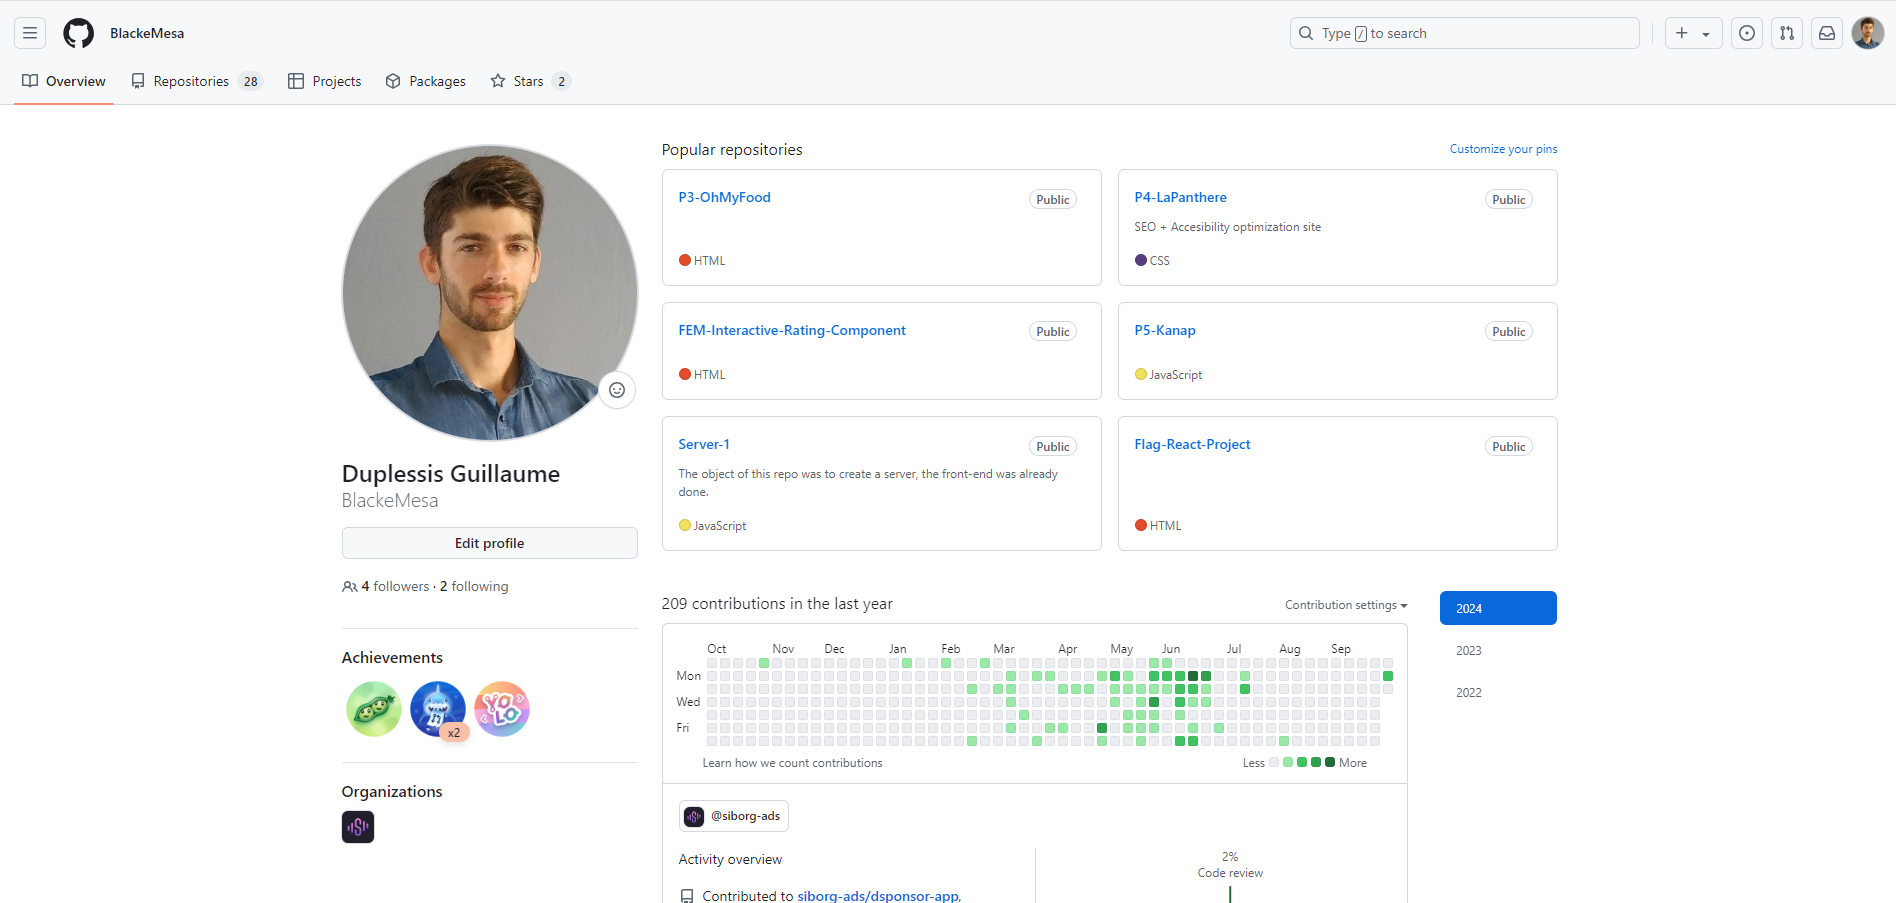 BlackeMesa
Type / to search
Overview
Repositories 28
Projects
Packages
Stars 2
Duplessis Guillaume
BlackeMesa
Edit profile
4 followers · 2 following
Achievements
x2
YOLO
Organizations
Popular repositories
Customize your pins
P3-OhMyFood
Public
HTML
P4-LaPanthere
Public
SEO + Accesibility optimization site
CSS
FEM-Interactive-Rating-Component
Public
HTML
P5-Kanap
Public
JavaScript
Server-1
Public
The object of this repo was to create a server, the front-end was already
done.
JavaScript
Flag-React-Project
Public
HTML
209 contributions in the last year
Contribution settings
2024
2023
2022
Oct Nov Dec Jan Feb Mar Apr May Jun Jul Aug Sep
Mon
Wed
Fri
Learn how we count contributions
Less More
@siborg-ads
Activity overview
Contributed to siborg-ads/dsponsor-app,
2%
Code review